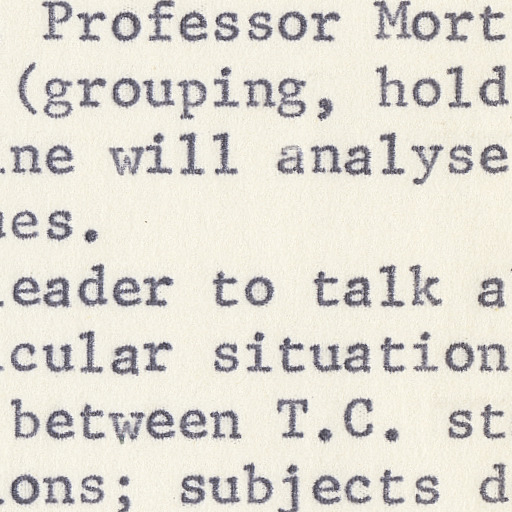 Professor Mort
(grouping, hold
ne will analyse
es.
eader to talk a
cular situation
between T.C. st
ons; subjects d